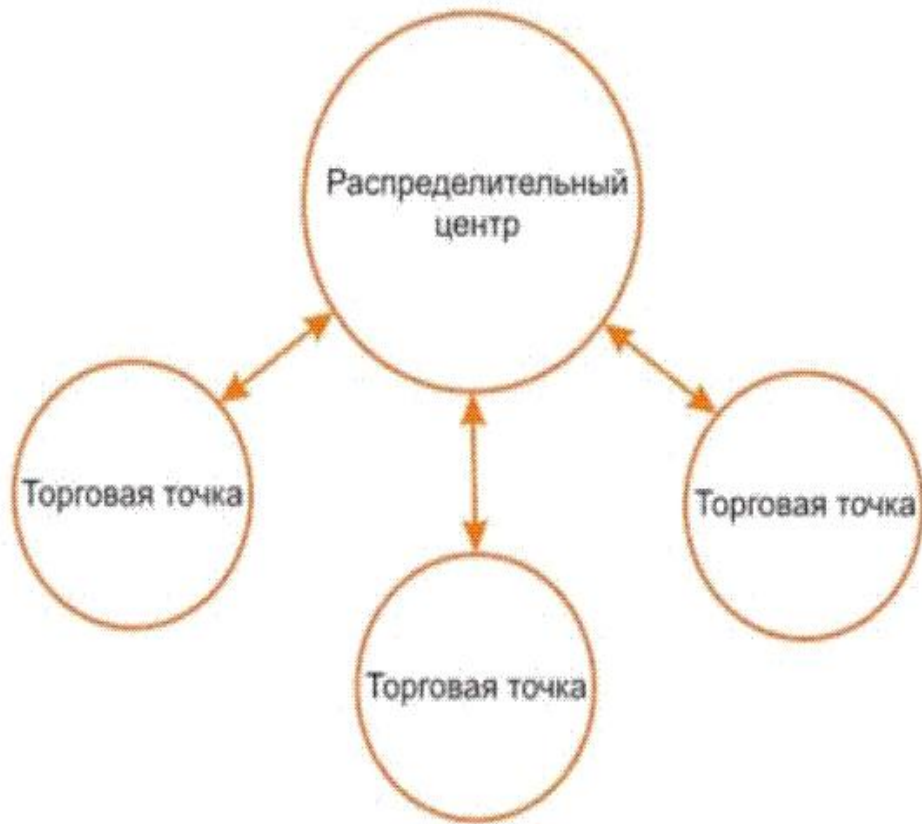 Распределительный
центр
Торговая точка
Торговая точка
Торговая точка